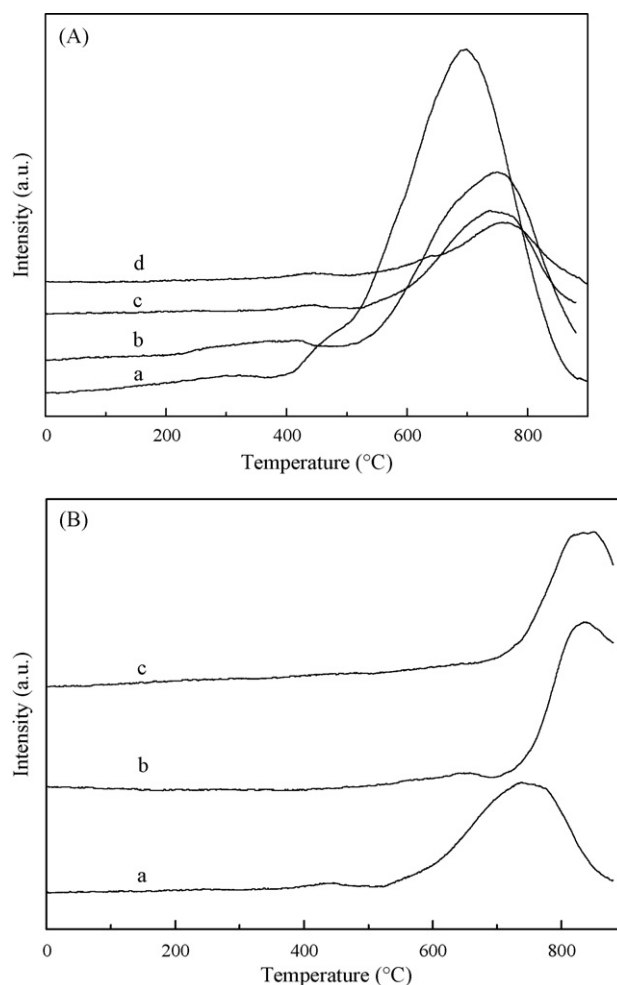 (A)
Intensity (a.u.)
d
c
b
a
0 200 400 600 800
Temperature (°C)
(B)
Intensity (a.u.)
c
b
a
0 200 400 600 800
Temperature (°C)